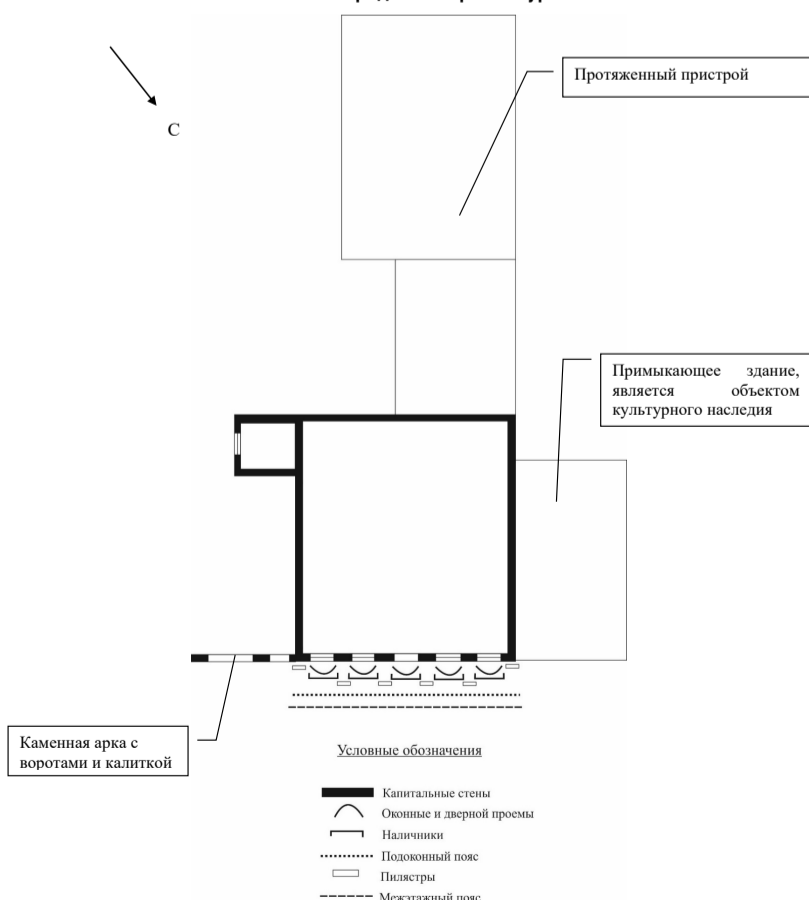 С
Протяженный пристрой
Примыкающее здание,
является объектом
культурного наследия
Каменная арка с
воротами и калиткой
Условные обозначения
Капитальные стены
Оконные и дверной проемы
Наличники
Подоконный пояс
Пилястры
Межэтажный пояс